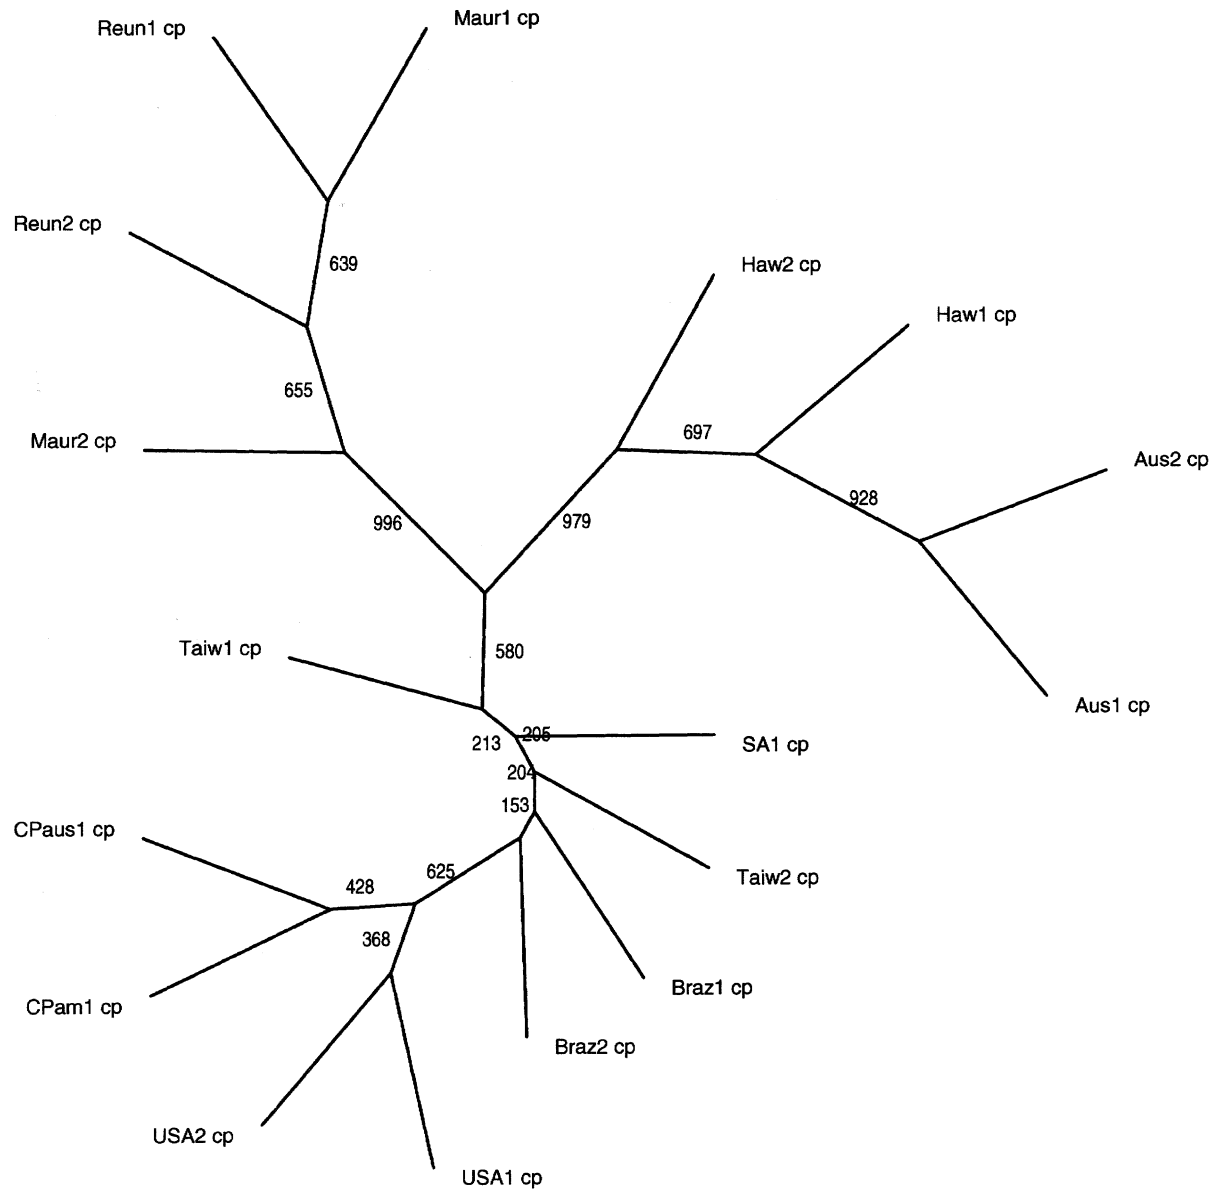 Maur1 cp
Reun1 cp
Reun2 cp
639
Haw2 cp
Haw1 cp
655
697
Maur2 cp
Aus2 cp
928
996
979
Taiw1 cp
580
Aus1 cp
205
213
SA1 cp
204
153
CPaus1 cp
625
Taiw2 cp
428
368
Braz1 cp
CPam1 cp
Braz2 cp
USA2 cp
USA1 cp